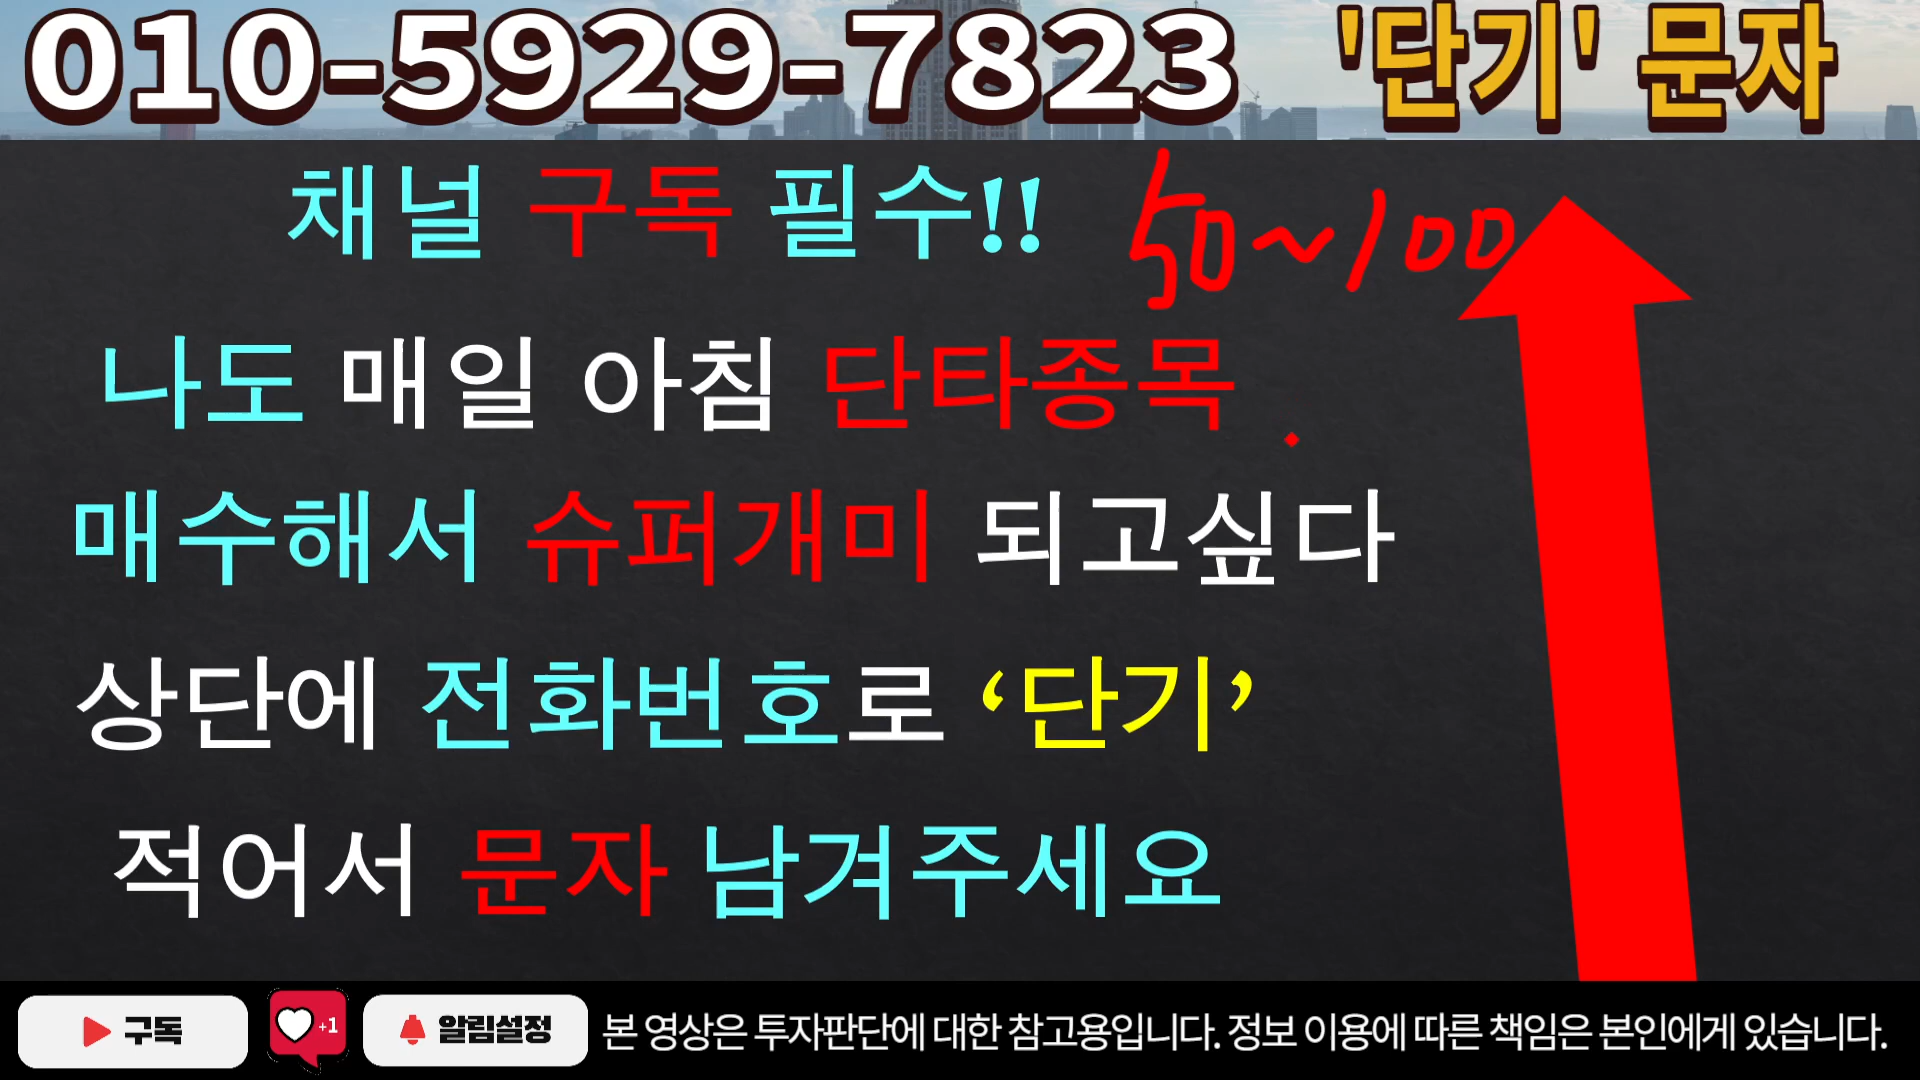 010-5929-7823 '단기' 문자
채널 구독 필수!! 50~100
나도 매일 아침 단타종목
매수해서 슈퍼개미 되고싶다
상단에 전화번호로 ‘단기’
적어서 문자 남겨주세요
구독 +1 알림설정 본 영상은 투자판단에 대한 참고용입니다. 정보 이용에 따른 책임은 본인에게 있습니다.